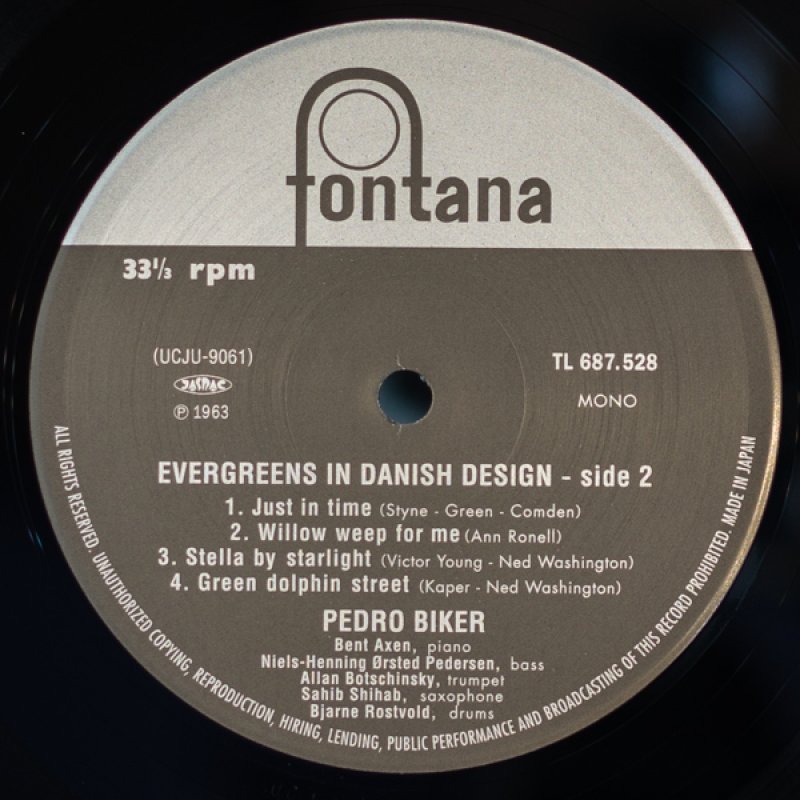 fontana
33⅓ rpm
(UCJU-9061)
JASRAC
℗ 1963
TL 687.528
MONO
EVERGREENS IN DANISH DESIGN - side 2
1. Just in time (Styne - Green - Comden)
2. Willow weep for me (Ann Ronell)
3. Stella by starlight (Victor Young - Ned Washington)
4. Green dolphin street (Kaper - Ned Washington)
PEDRO BIKER
Bent Axen, piano
Niels-Henning Ørsted Pedersen, bass
Allan Botschinsky, trumpet
Sahib Shihab, saxophone
Bjarne Rostvold, drums
ALL RIGHTS RESERVED. UNAUTHORIZED COPYING, REPRODUCTION, HIRING, LENDING, PUBLIC PERFORMANCE AND BROADCASTING OF THIS RECORD PROHIBITED. MADE IN JAPAN